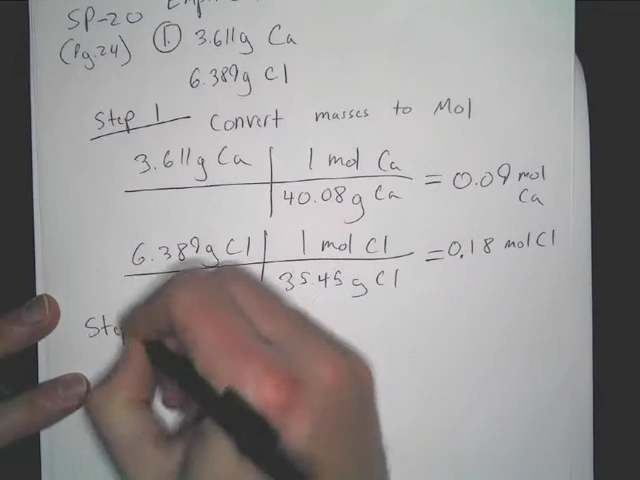 SP-20
(Pg.24) ① 3.611g Ca
6.389g Cl
Step 1 Convert masses to Mol
3.611g Ca | 1 mol Ca
40.08g Ca = 0.09 mol Ca
6.389g Cl | 1 mol Cl
35.45g Cl = 0.18 mol Cl
Step